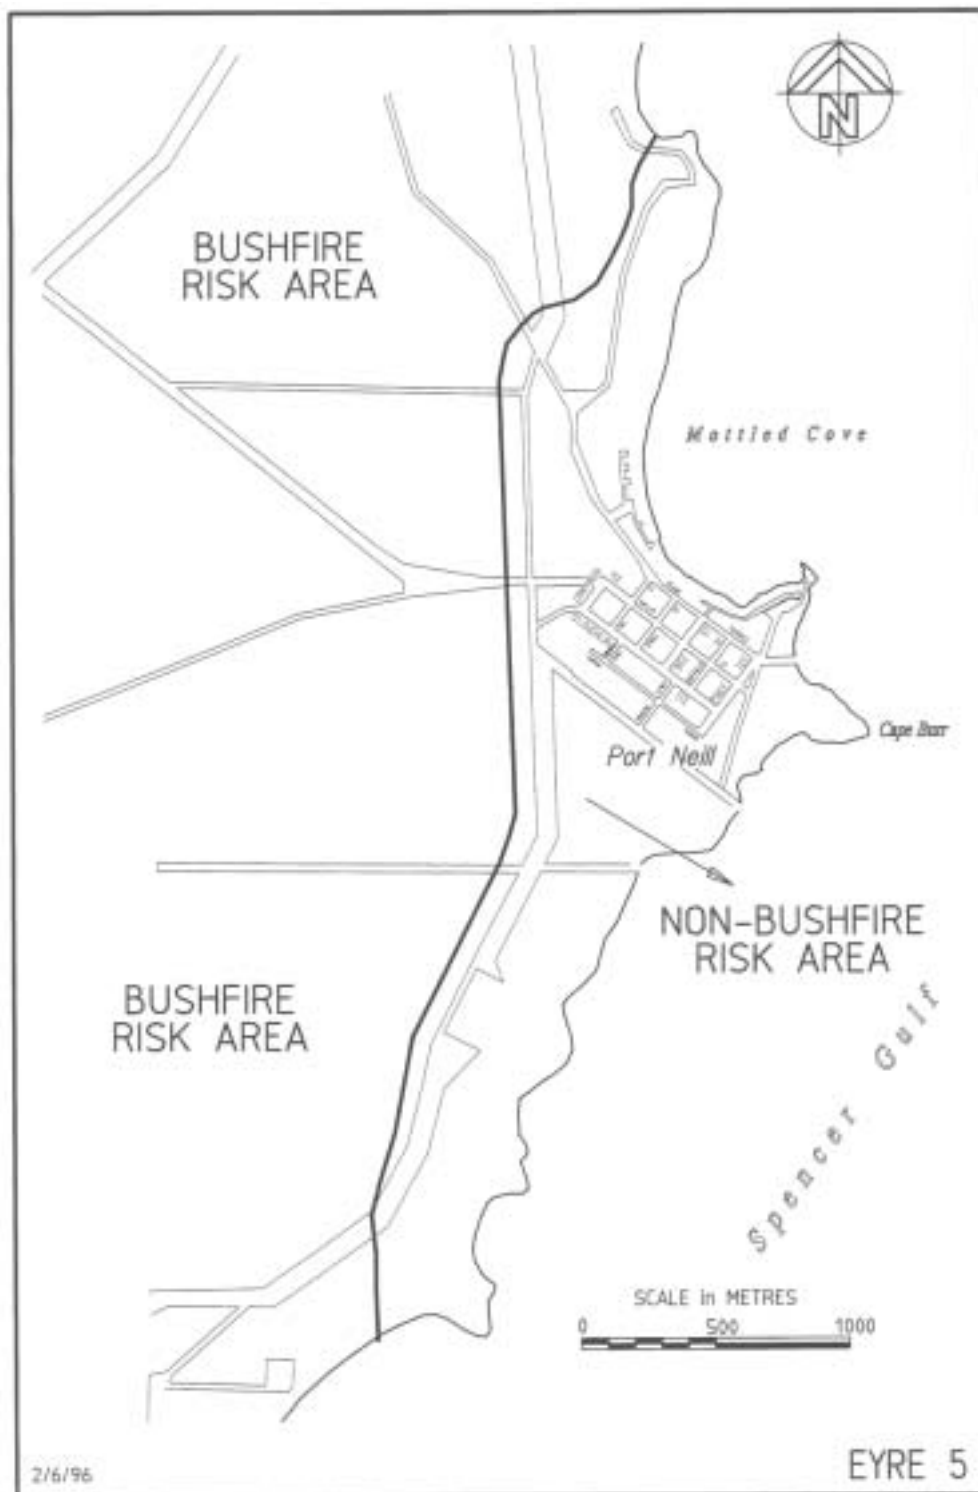 N
BUSHFIRE
RISK AREA
Mottled Cove
Cape Burr
Port Neill
NON-BUSHFIRE
RISK AREA
BUSHFIRE
RISK AREA
Spencer Gulf
SCALE in METRES
0 500 1000
2/6/96
EYRE 5